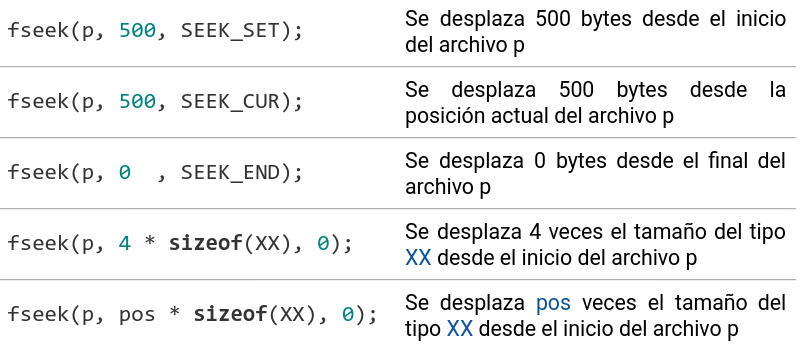 fseek(p, 500, SEEK_SET);
Se desplaza 500 bytes desde el inicio
del archivo p
fseek(p, 500, SEEK_CUR);
Se desplaza 500 bytes desde la
posición actual del archivo p
fseek(p, 0  , SEEK_END);
Se desplaza 0 bytes desde el final del
archivo p
fseek(p, 4 * sizeof(XX), 0);
Se desplaza 4 veces el tamaño del tipo
XX desde el inicio del archivo p
fseek(p, pos * sizeof(XX), 0);
Se desplaza pos veces el tamaño del
tipo XX desde el inicio del archivo p